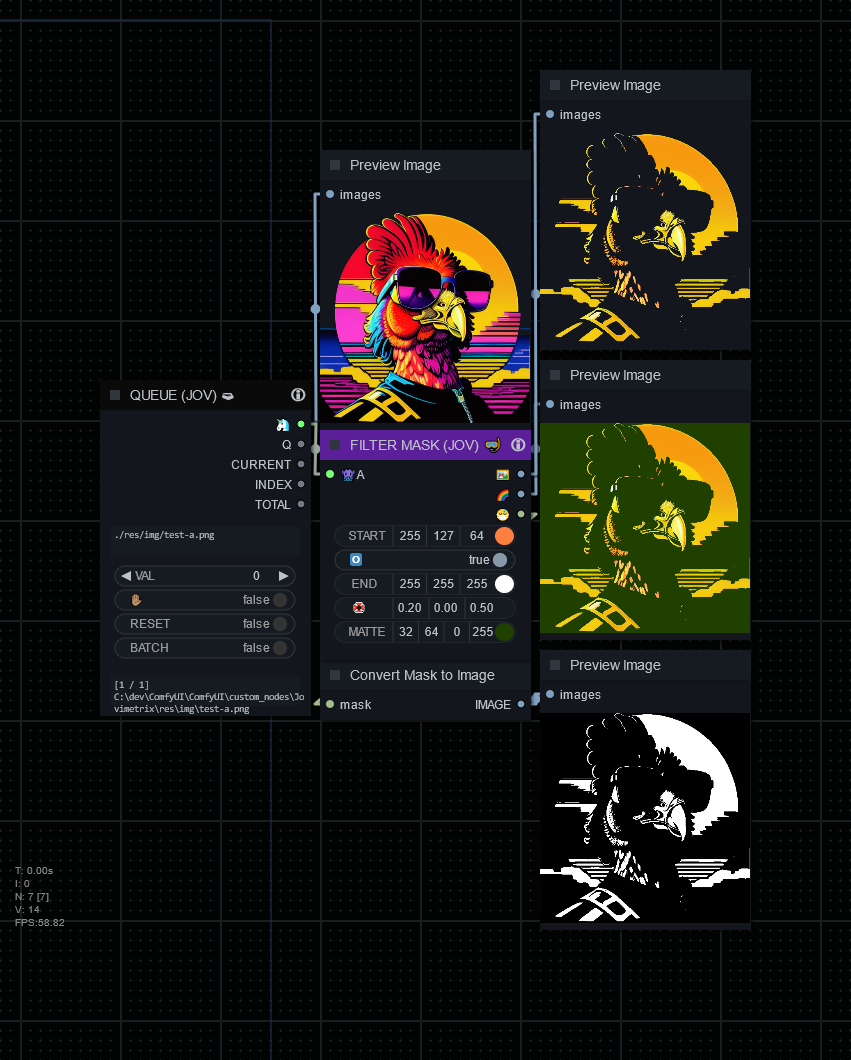 Preview Image
images
Preview Image
images
QUEUE (JOV)
Q
CURRENT
INDEX
TOTAL
./res/img/test-a.png
VAL 0
false
RESET false
BATCH false
[1 / 1]
C:\dev\ComfyUI\ComfyUI\custom_nodes\Jo
vimetrix\res\img\test-a.png
FILTER MASK (JOV)
A
START 255 127 64
true
END 255 255 255
0.20 0.00 0.50
MATTE 32 64 0 255
Convert Mask to Image
mask IMAGE
Preview Image
images
Preview Image
images
T: 0.00s
I: 0
N: 7 [7]
V: 14
FPS:58.82